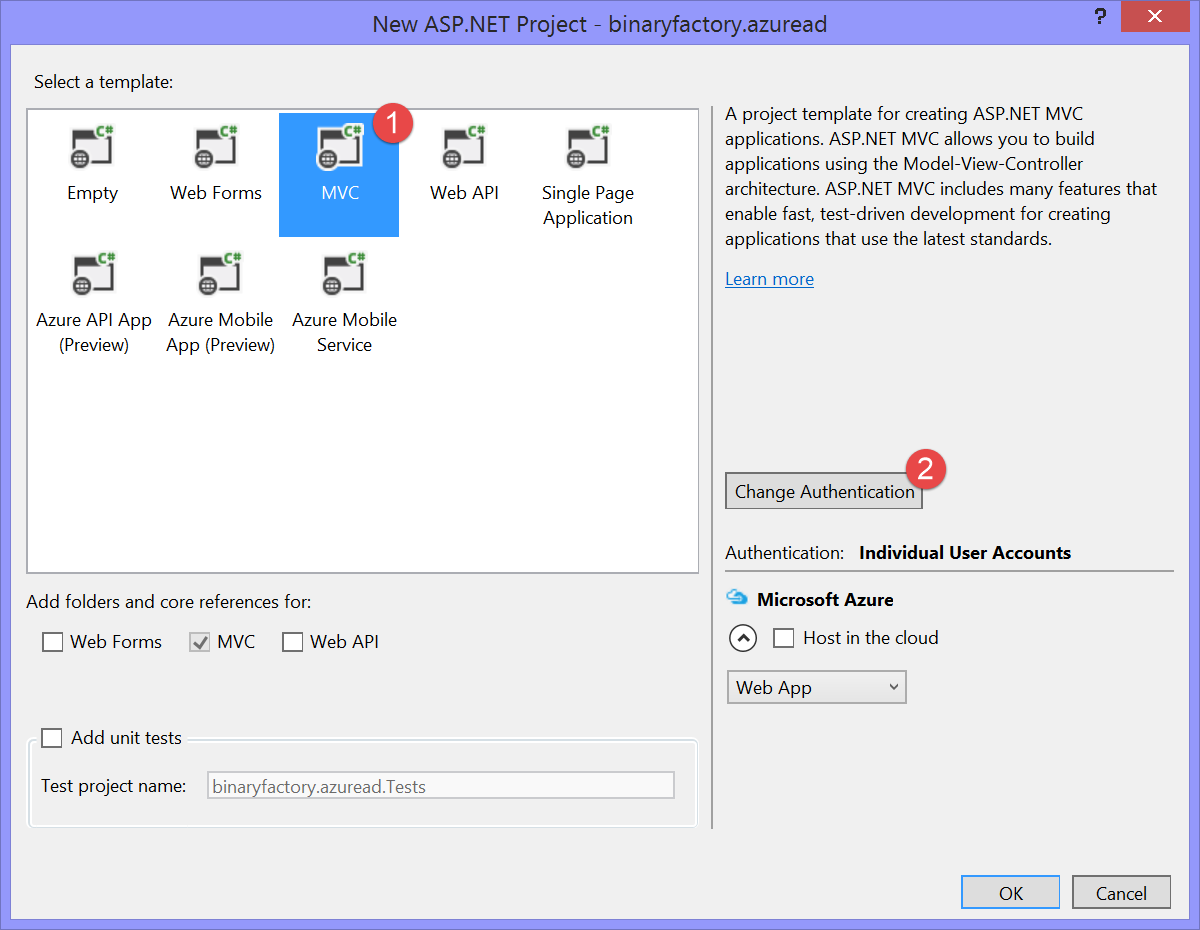 New ASP.NET Project - binaryfactory.azuread
?
Select a template:
1
C# C# C# C# C#
Empty Web Forms MVC Web API Single Page
Application
C# C# C#
Azure API App Azure Mobile Azure Mobile
(Preview) App (Preview) Service
A project template for creating ASP.NET MVC
applications. ASP.NET MVC allows you to build
applications using the Model-View-Controller
architecture. ASP.NET MVC includes many features that
enable fast, test-driven development for creating
applications that use the latest standards.
Learn more
2
Change Authentication
Authentication: Individual User Accounts
Microsoft Azure
Host in the cloud
Web App
Add folders and core references for:
Web Forms MVC Web API
Add unit tests
Test project name: binaryfactory.azuread.Tests
OK Cancel